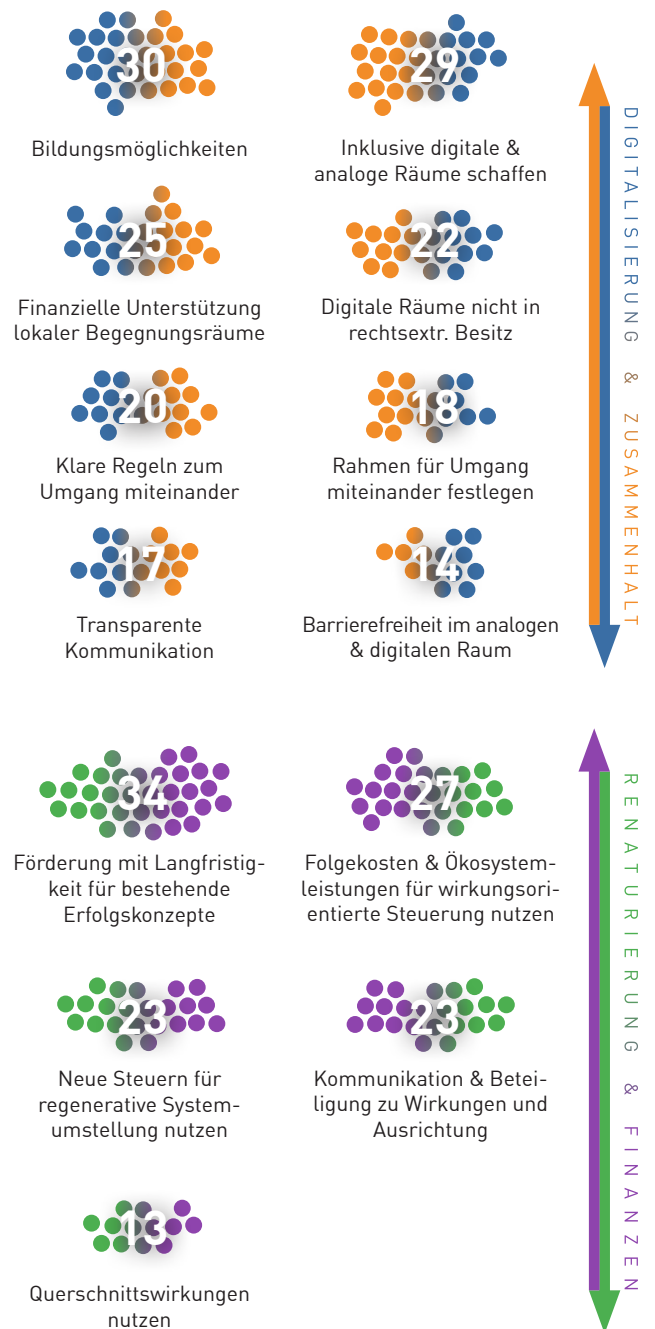 30
Bildungsmöglichkeiten
29
Inklusive digitale &
analoge Räume schaffen
25
Finanzielle Unterstützung
lokaler Begegnungsräume
22
Digitale Räume nicht in
rechtsextr. Besitz
20
Klare Regeln zum
Umgang miteinander
18
Rahmen für Umgang
miteinander festlegen
17
Transparente
Kommunikation
14
Barrierefreiheit im analogen
& digitalen Raum
DIGITALISIERUNG & ZUSAMMENHALT
34
Förderung mit Langfristig-
keit für bestehende
Erfolgskonzepte
27
Folgekosten & Ökosystem-
leistungen für wirkungsori-
entierte Steuerung nutzen
23
Neue Steuern für
regenerative System-
umstellung nutzen
23
Kommunikation & Betei-
ligung zu Wirkungen und
Ausrichtung
13
Querschnittswirkungen
nutzen
RENATURIERUNG & FINANZEN